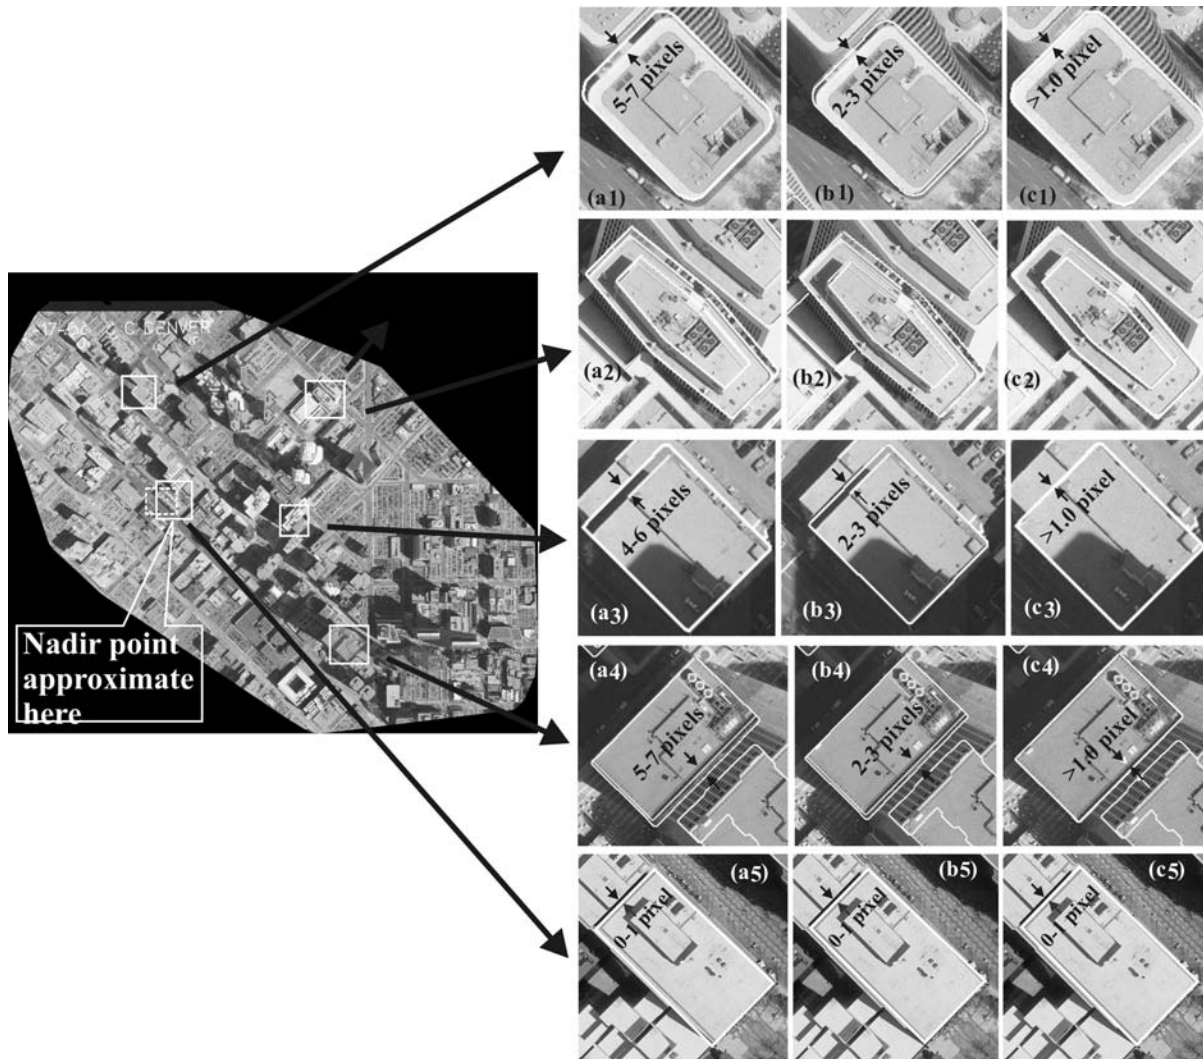 5-7 pixels
2-3 pixels
>1.0 pixel
(a1)
(b1)
(c1)
(a2)
(b2)
(c2)
17-56
C DENVER
4-6 pixels
2-3 pixels
>1.0 pixel
(a3)
(b3)
(c3)
Nadir point
approximate
here
(a4)
(b4)
(c4)
5-7 pixels
2-3 pixels
>1.0 pixel
(a5)
(b5)
(c5)
0-1 pixel
0-1 pixel
0-1 pixel